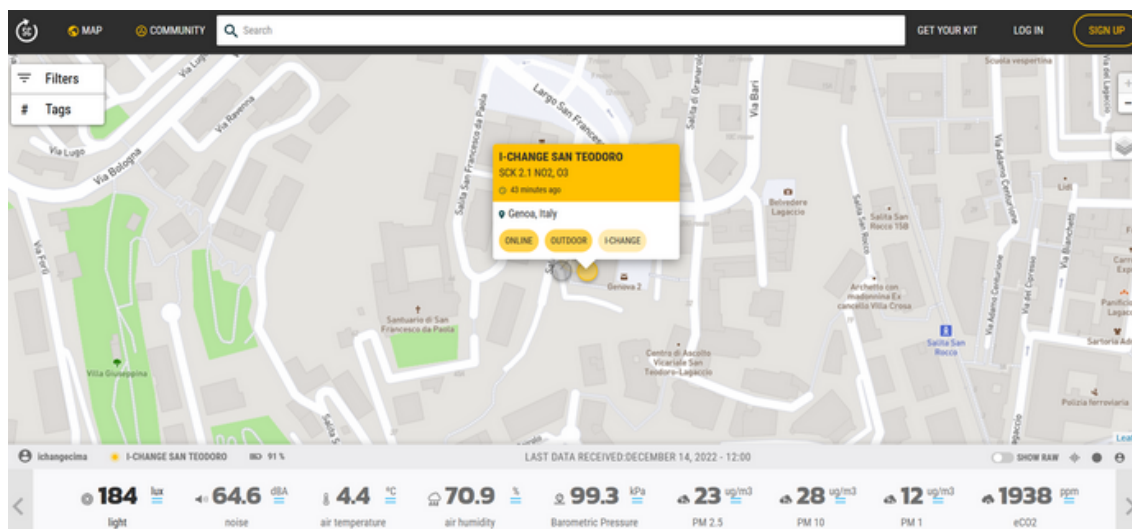 SC
MAP
COMMUNITY
Search
GET YOUR KIT
LOG IN
SIGN UP
Filters
# Tags
Via Lugo
Via Bologna
Via Ravenna
Via Forlì
Villa Giuseppina
Salita San Francesco da Paola
Largo San Frances
Salita di Granarolo
Via Bari
Scuola vespertina
Via del Lagaccio
I-CHANGE SAN TEODORO
SCK 2.1 NO2, O3
43 minutes ago
Genoa, Italy
ONLINE
OUTDOOR
I-CHANGE
Genova 2
Belvedere
Lagaccio
Salita San
Rocco 15B
Salita San Rocco
Archetto con
madonnina Ex
cancello Villa Crosa
Santuario di San
Francesco da Paola
Centro di Ascolto
Vicariale San
Teodoro-Lagaccio
Salita San
Rocco
Via Adamo Centurione
Via Adamo Centurione
Via del Cipresso
Via Bianchetti
Lidl
Polizia ferroviaria
ichangecima
I-CHANGE SAN TEODORO
91 %
LAST DATA RECEIVED:DECEMBER 14, 2022 - 12:00
SHOW RAW
184 lux
light
64.6 dBA
noise
4.4 °C
air temperature
70.9 %
air humidity
99.3 kPa
Barometric Pressure
23 ug/m3
PM 2.5
28 ug/m3
PM 10
12 ug/m3
PM 1
1938 ppm
eCO2